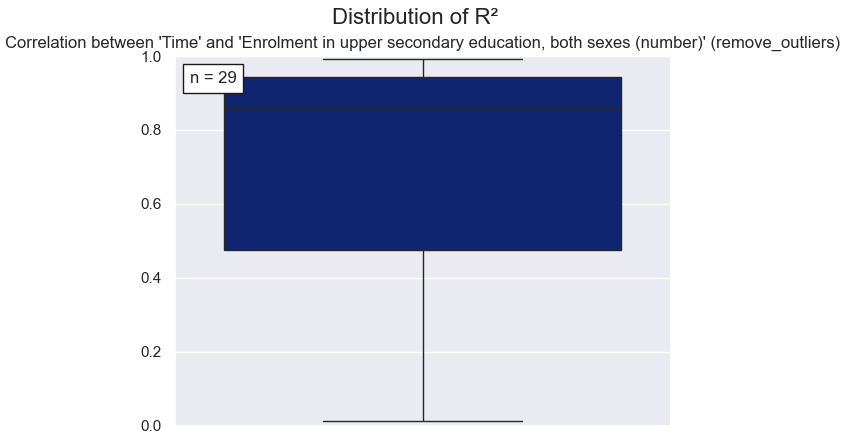 Distribution of R²
Correlation between 'Time' and 'Enrolment in upper secondary education, both sexes (number)' (remove_outliers)
1.0
n = 29
0.8
0.6
0.4
0.2
0.0